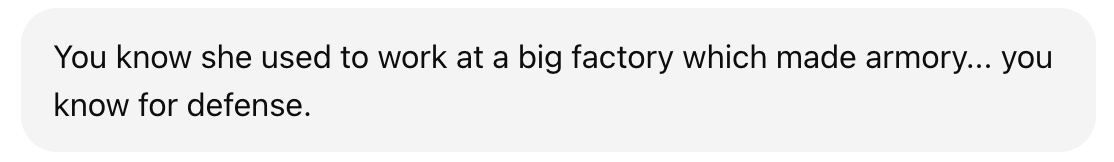 You know she used to work at a big factory which made armory... you
know for defense.